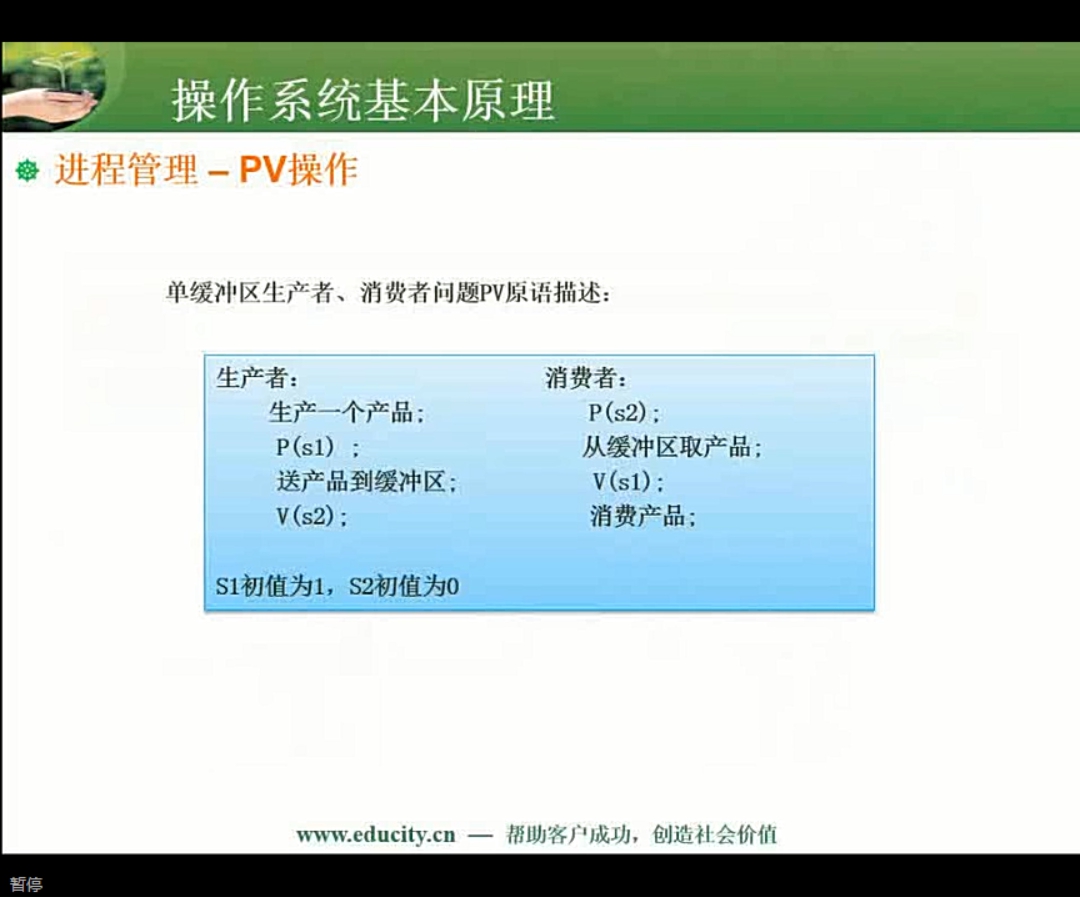 操作系统基本原理
进程管理 – PV操作
单缓冲区生产者、消费者问题PV原语描述：
生产者：
生产一个产品；
P(s1) ；
送产品到缓冲区；
V(s2)；
消费者：
P(s2)；
从缓冲区取产品；
V(s1)；
消费产品；
S1初值为1，S2初值为0
www.educity.cn — 帮助客户成功，创造社会价值
暂停